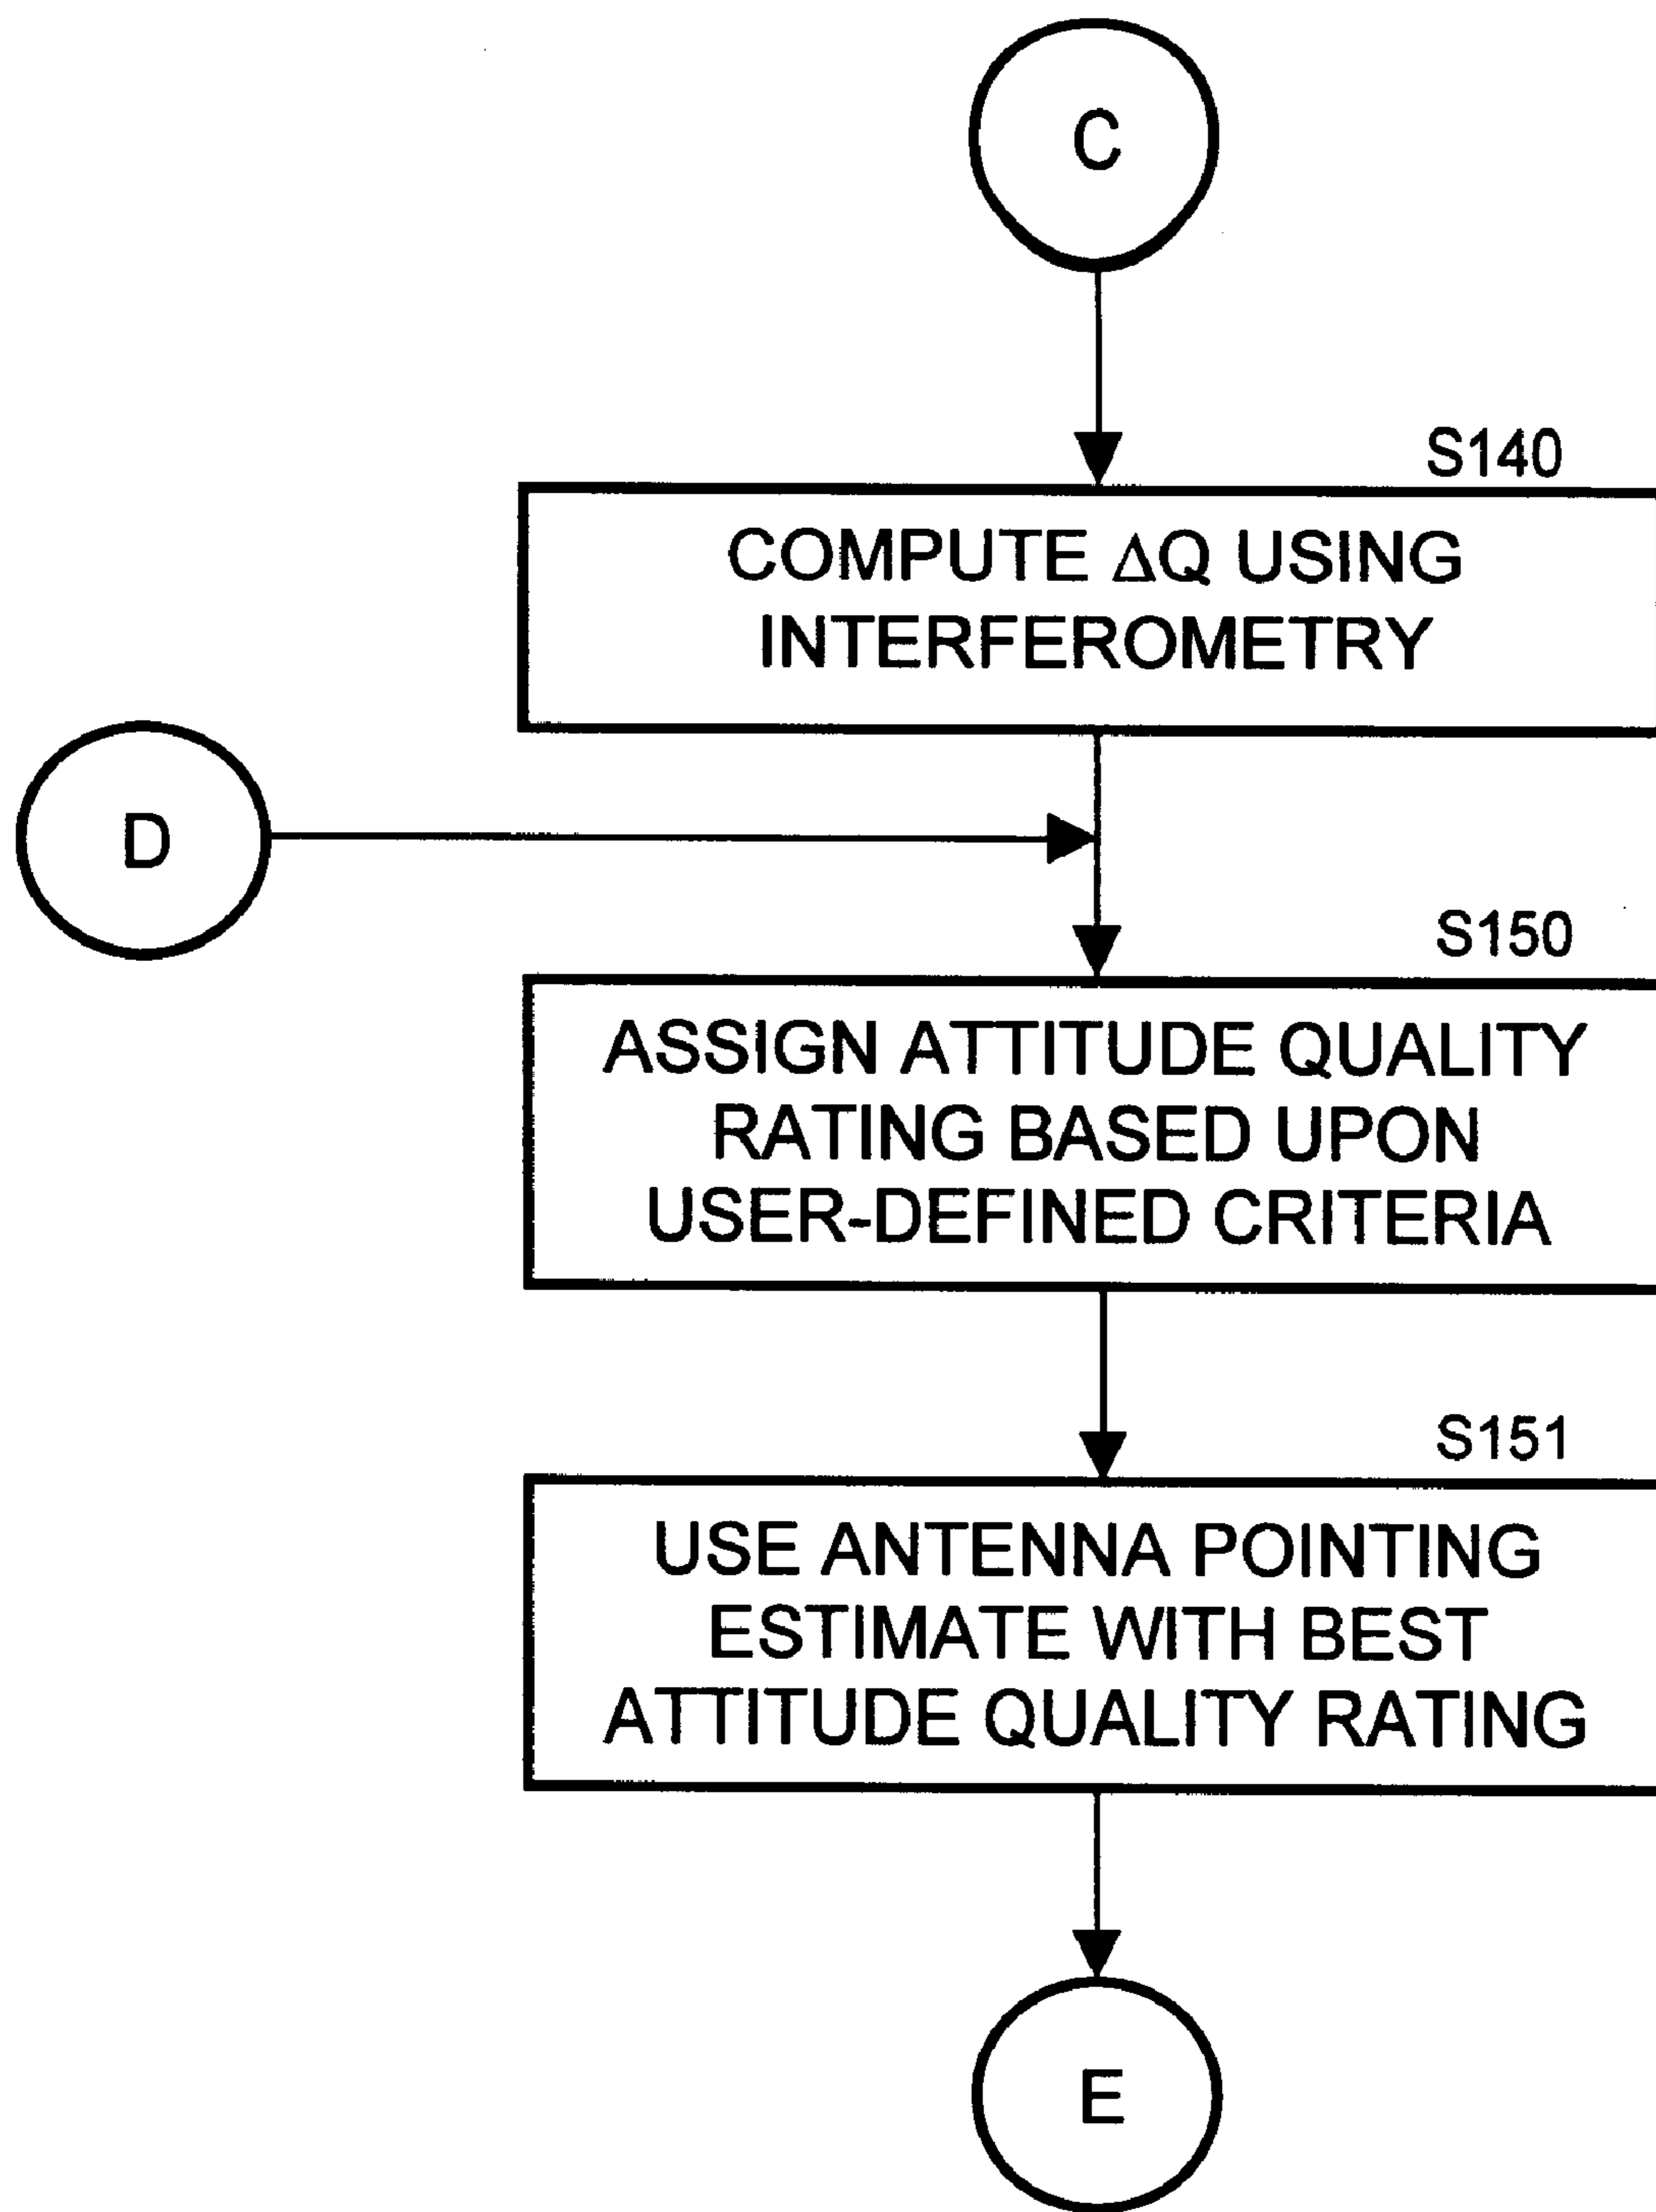 C
S140
COMPUTE ΔQ USING
INTERFEROMETRY
D
S150
ASSIGN ATTITUDE QUALITY
RATING BASED UPON
USER-DEFINED CRITERIA
S151
USE ANTENNA POINTING
ESTIMATE WITH BEST
ATTITUDE QUALITY RATING
E